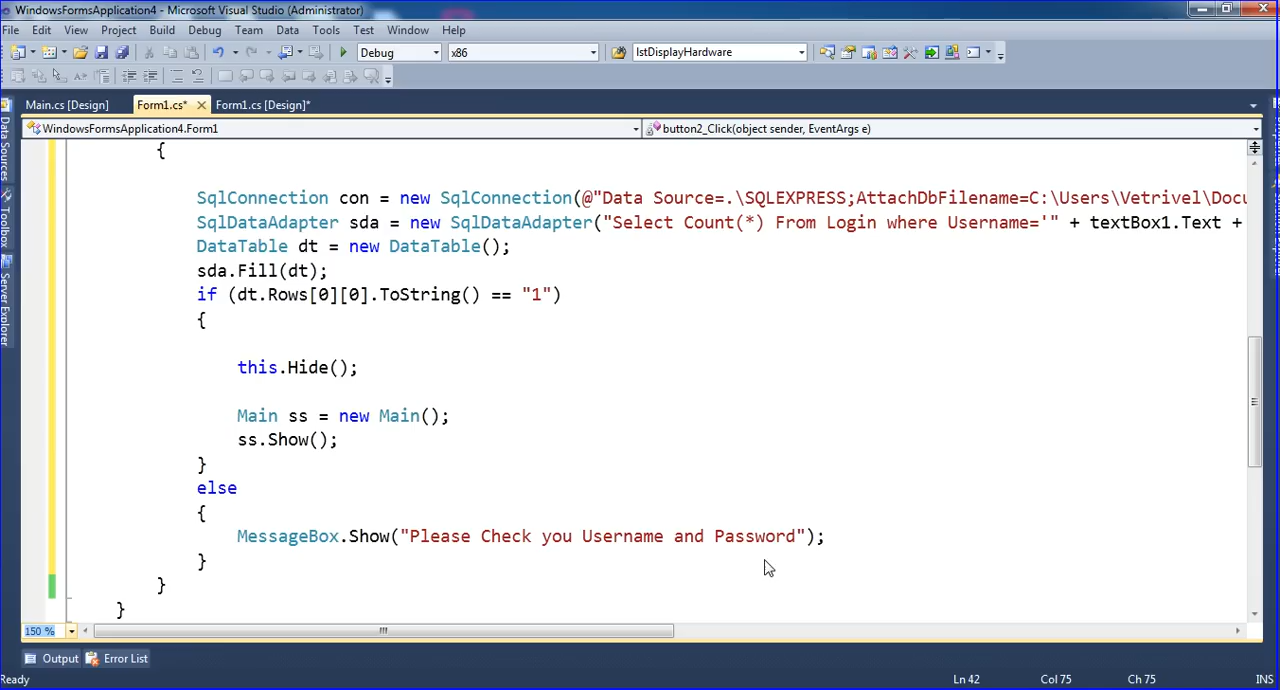 WindowsFormsApplication4 - Microsoft Visual Studio (Administrator)
File Edit View Project Build Debug Team Data Tools Test Window Help
Debug x86 lstDisplayHardware
Main.cs [Design] Form1.cs* Form1.cs [Design]*
WindowsFormsApplication4.Form1 button2_Click(object sender, EventArgs e)
Data Sources
Toolbox
Server Explorer
{
SqlConnection con = new SqlConnection(@"Data Source=.\SQLEXPRESS;AttachDbFilename=C:\Users\Vetrivel\Docu
SqlDataAdapter sda = new SqlDataAdapter("Select Count(*) From Login where Username='" + textBox1.Text +
DataTable dt = new DataTable();
sda.Fill(dt);
if (dt.Rows[0][0].ToString() == "1")
{
this.Hide();
Main ss = new Main();
ss.Show();
}
else
{
MessageBox.Show("Please Check you Username and Password");
}
}
}
150 %
Output Error List
Ready Ln 42 Col 75 Ch 75 INS